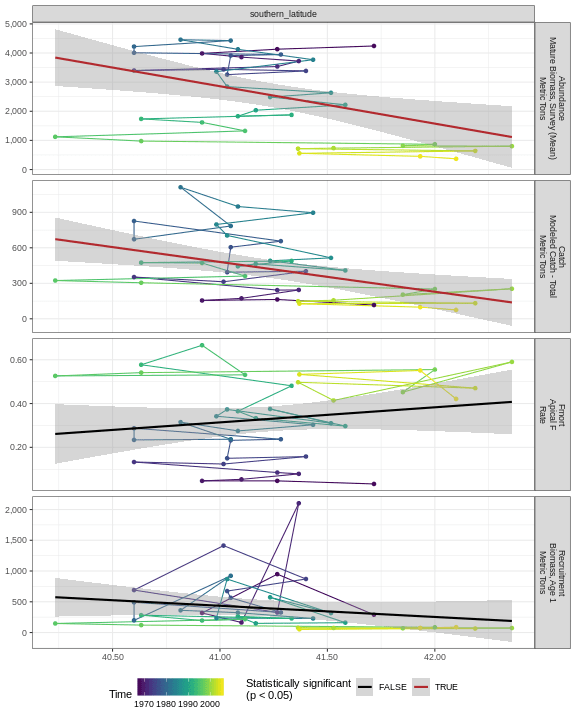 southern_latitude
5,000
4,000
3,000
2,000
1,000
0
Abundance
Mature Biomass, Survey (Mean)
Metric Tons
900
600
300
0
Catch
Modeled Catch - Total
Metric Tons
0.60
0.40
0.20
Fmort
Apical F
Rate
2,000
1,500
1,000
500
0
Recruitment
Biomass, Age 1
Metric Tons
40.50 41.00 41.50 42.00
Time
1970 1980 1990 2000
Statistically significant
(p < 0.05)
FALSE TRUE